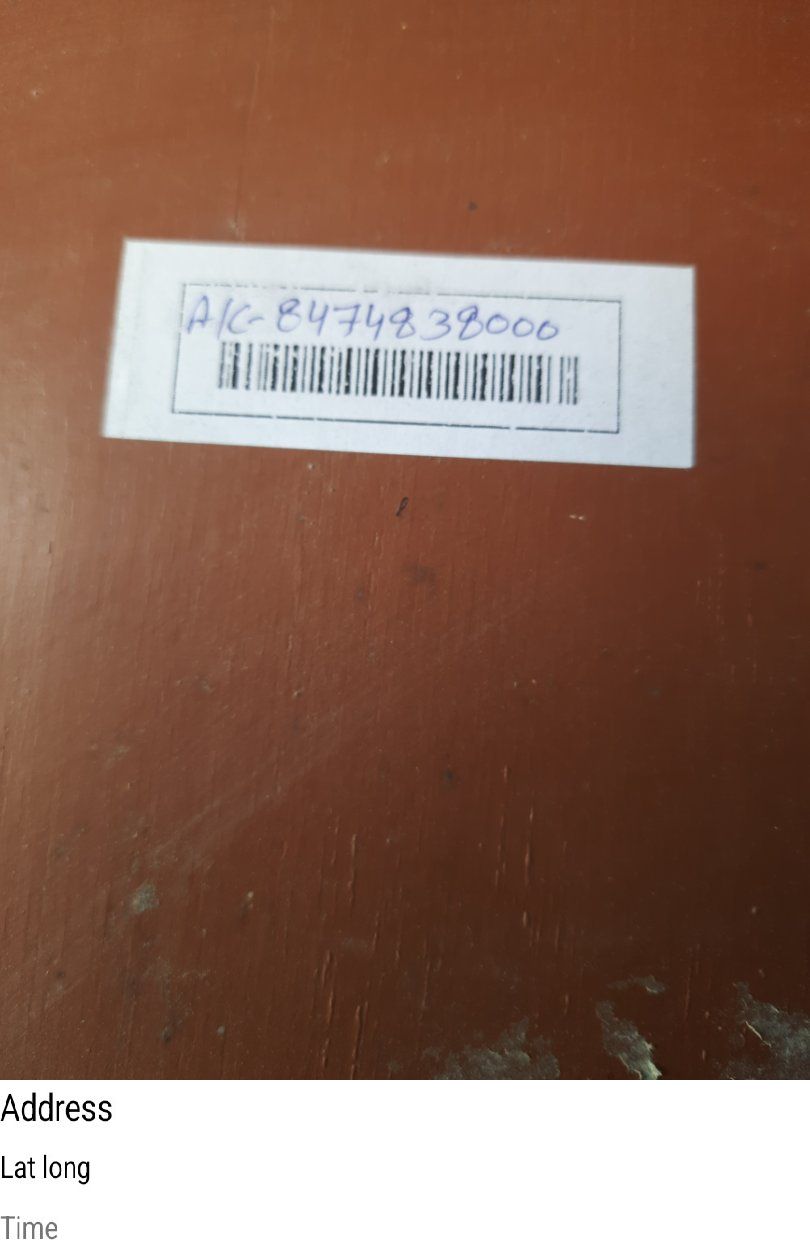 A/C- 8474838000
Address
Lat long
Time